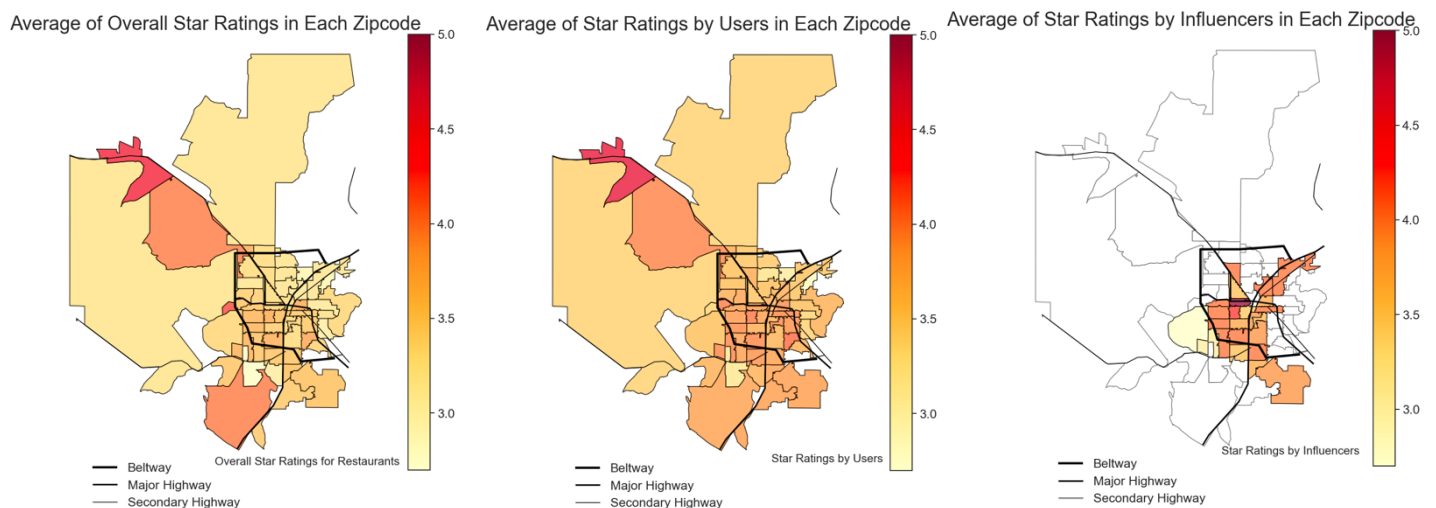 Average of Overall Star Ratings in Each Zipcode
5.0
4.5
4.0
3.5
3.0
Overall Star Ratings for Restaurants
Beltway
Major Highway
Secondary Highway
Average of Star Ratings by Users in Each Zipcode
5.0
4.5
4.0
3.5
3.0
Star Ratings by Users
Beltway
Major Highway
Secondary Highway
Average of Star Ratings by Influencers in Each Zipcode
5.0
4.5
4.0
3.5
3.0
Star Ratings by Influencers
Beltway
Major Highway
Secondary Highway